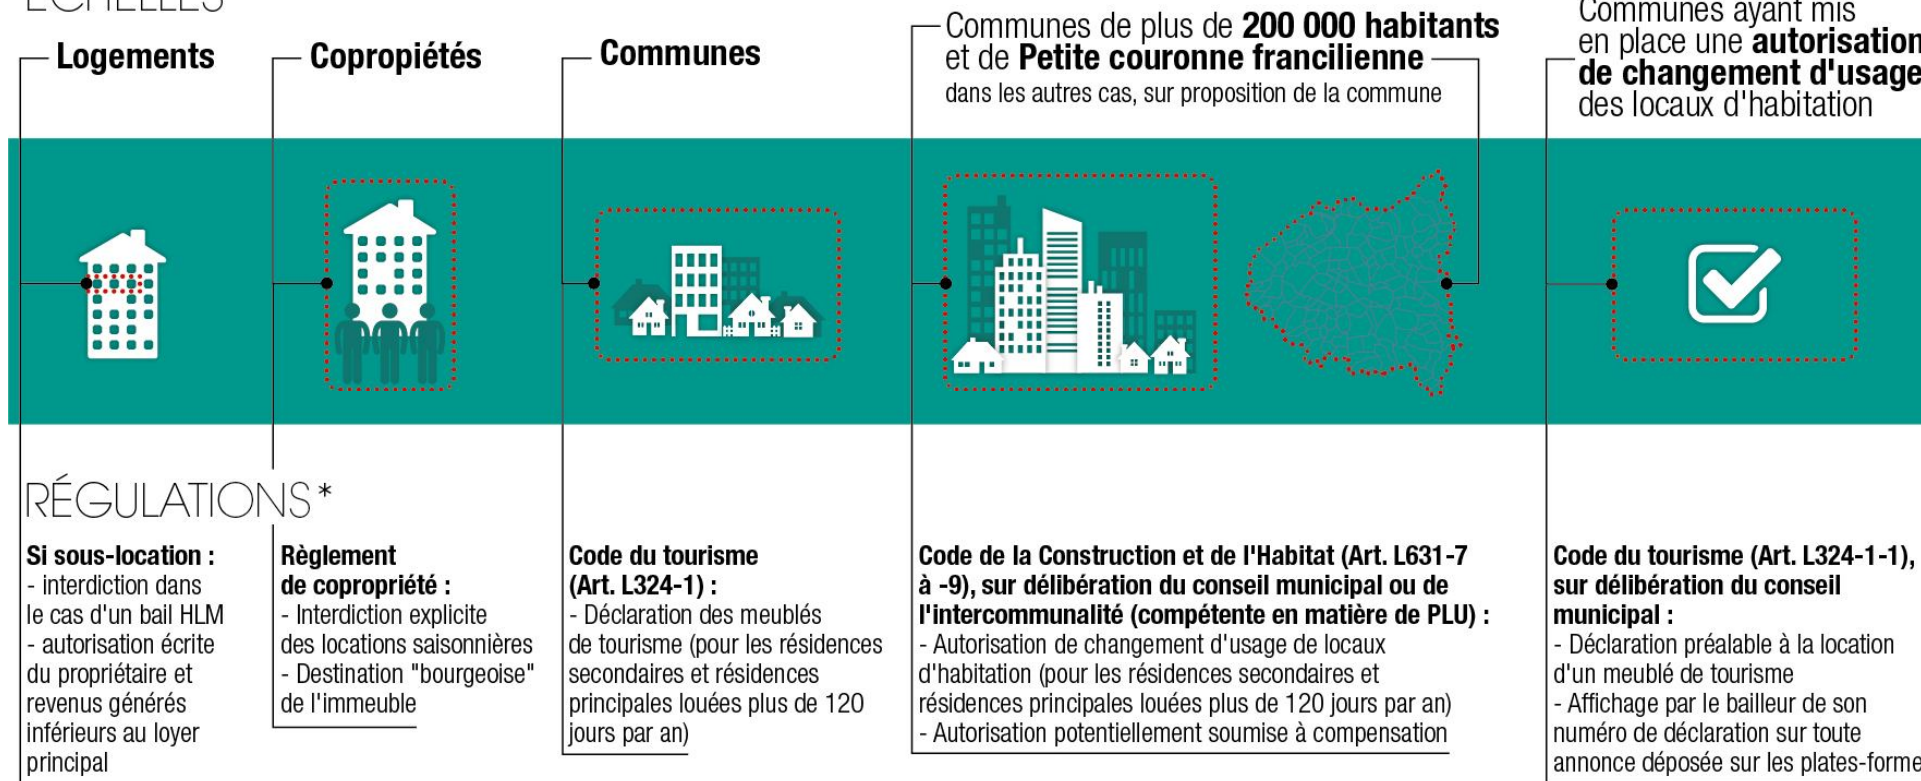 ÉCHELLES
Logements
Copropiétés
Communes
Communes de plus de 200 000 habitants
et de Petite couronne francilienne
dans les autres cas, sur proposition de la commune
Communes ayant mis
en place une autorisation
de changement d'usage
des locaux d'habitation
RÉGULATIONS*
Si sous-location :
- interdiction dans
le cas d'un bail HLM
- autorisation écrite
du propriétaire et
revenus générés
inférieurs au loyer
principal
Règlement
de copropriété :
- Interdiction explicite
des locations saisonnières
- Destination "bourgeoise"
de l'immeuble
Code du tourisme
(Art. L324-1) :
- Déclaration des meublés
de tourisme (pour les résidences
secondaires et résidences
principales louées plus de 120
jours par an)
Code de la Construction et de l'Habitat (Art. L631-7
à -9), sur délibération du conseil municipal ou de
l'intercommunalité (compétente en matière de PLU) :
- Autorisation de changement d'usage de locaux
d'habitation (pour les résidences secondaires et
résidences principales louées plus de 120 jours par an)
- Autorisation potentiellement soumise à compensation
Code du tourisme (Art. L324-1-1),
sur délibération du conseil
municipal :
- Déclaration préalable à la location
d'un meublé de tourisme
- Affichage par le bailleur de son
numéro de déclaration sur toute
annonce déposée sur les plates-forme